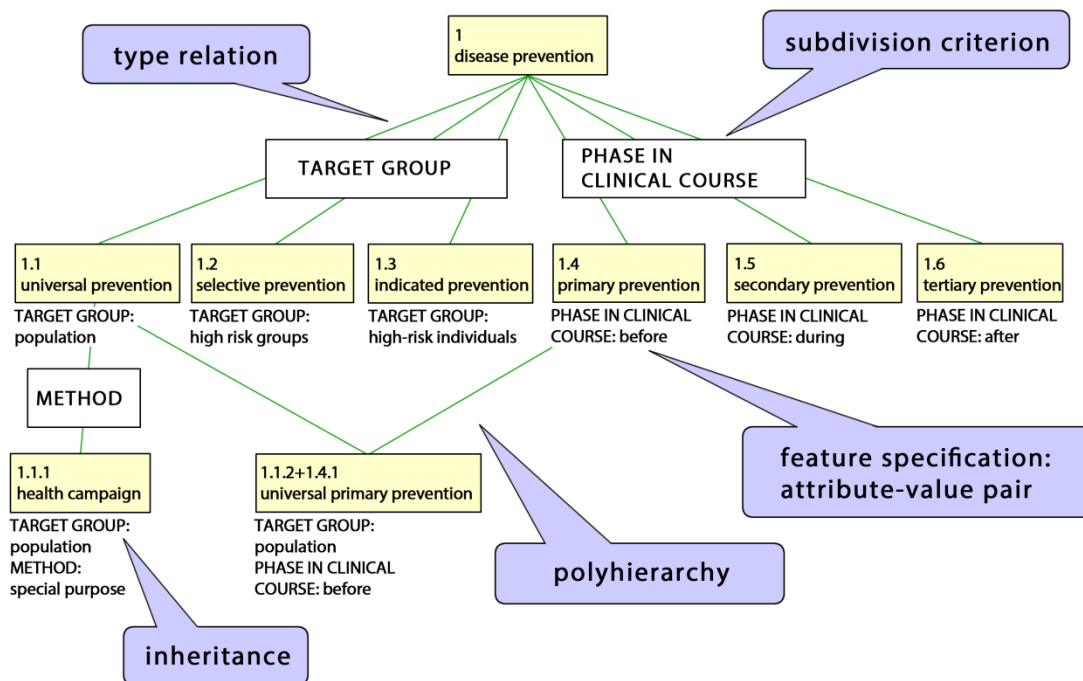 type relation
1
disease prevention
subdivision criterion
TARGET GROUP
PHASE IN
CLINICAL COURSE
1.1
universal prevention
TARGET GROUP:
population
1.2
selective prevention
TARGET GROUP:
high risk groups
1.3
indicated prevention
TARGET GROUP:
high-risk individuals
1.4
primary prevention
PHASE IN CLINICAL
COURSE: before
1.5
secondary prevention
PHASE IN CLINICAL
COURSE: during
1.6
tertiary prevention
PHASE IN CLINICAL
COURSE: after
METHOD
1.1.1
health campaign
TARGET GROUP:
population
METHOD:
special purpose
1.1.2+1.4.1
universal primary prevention
TARGET GROUP:
population
PHASE IN CLINICAL
COURSE: before
feature specification:
attribute-value pair
polyhierarchy
inheritance